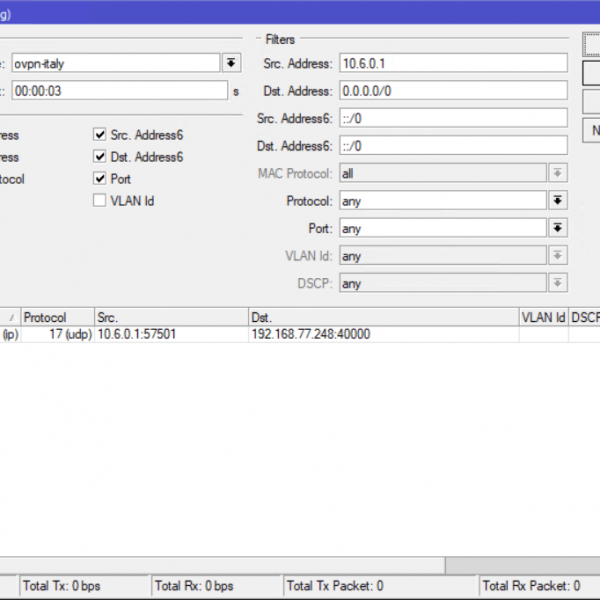 g)
Filters
e: ovpn-italy
Src. Address: 10.6.0.1
t: 00:00:03 s
Dst. Address: 0.0.0.0/0
Src. Address6: ::/0
ress Src. Address6
Dst. Address6: ::/0
ress Dst. Address6
MAC Protocol: all
tocol Port
Protocol: any
VLAN Id
Port: any
VLAN Id: any
DSCP: any
N
Protocol Src. Dst. VLAN Id DSCP
(ip) 17 (udp) 10.6.0.1:57501 192.168.77.248:40000
Total Tx: 0 bps Total Rx: 0 bps Total Tx Packet: 0 Total Rx Packet: 0